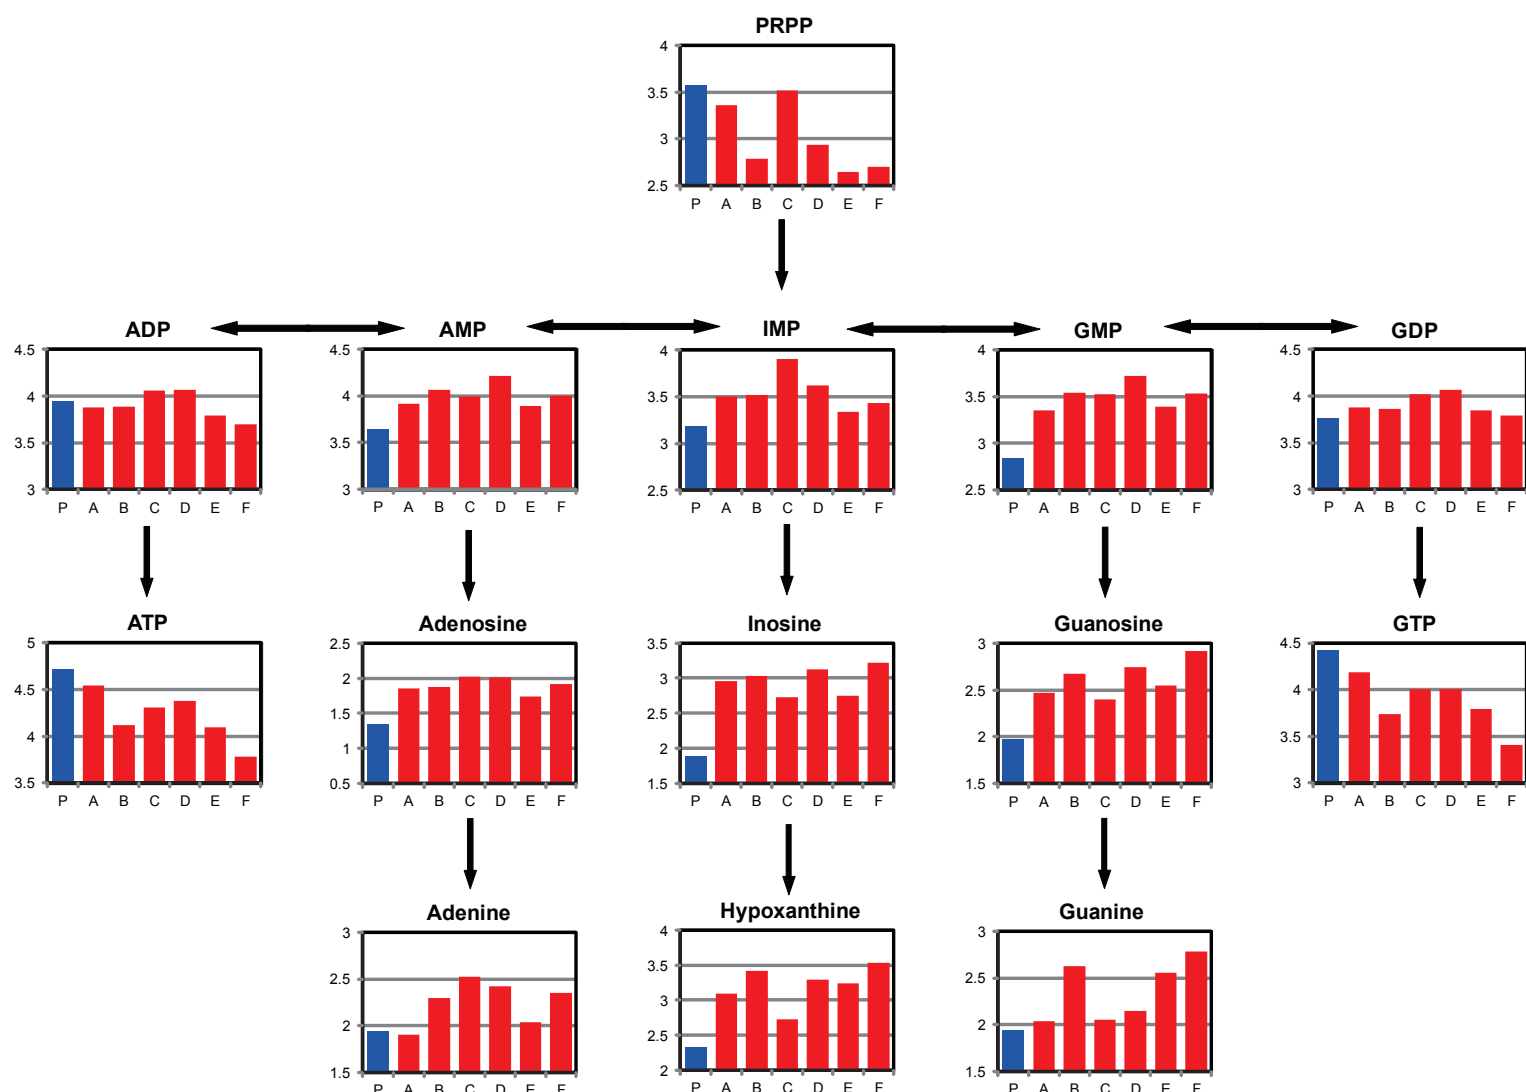 PRPP
4
3.5
3
2.5
P A B C D E F
ADP AMP IMP GMP GDP
4.5 4.5 4 4 4.5
4 4 3.5 3.5 4
3.5 3.5 3 3 3.5
3 3 2.5 2.5 3
P A B C D E F P A B C D E F P A B C D E F P A B C D E F P A B C D E F
ATP Adenosine Inosine Guanosine GTP
5 2.5 3.5 3 4.5
4.5 2 3 2.5 4
4 1.5 2.5 2 3.5
1 2
3.5 0.5 1.5 1.5 3
P A B C D E F P A B C D E F P A B C D E F P A B C D E F P A B C D E F
Adenine Hypoxanthine Guanine
3 4 3
2.5 3.5 2.5
2 3 2
2.5
1.5 2 1.5
P A B C D E F P A B C D E F P A B C D E F